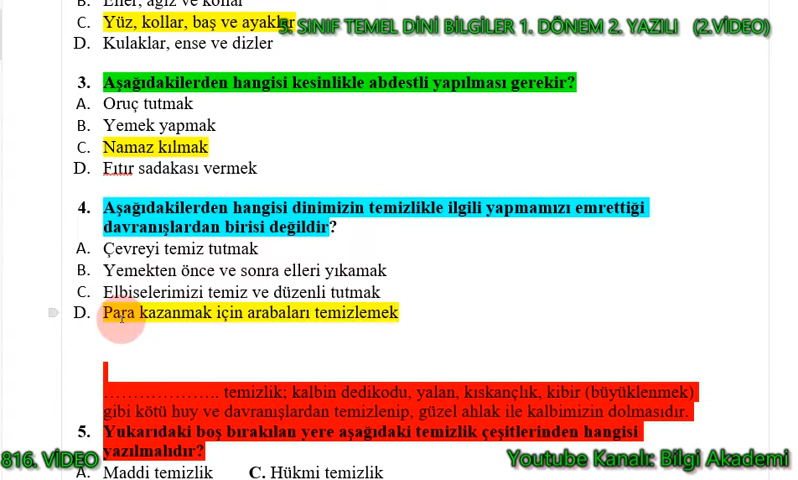 B. Eller, ağız ve kollar
C. Yüz, kollar, baş ve ayaklar
5. SINIF TEMEL DİNİ BİLGİLER 1. DÖNEM 2. YAZILI (2.VİDEO)
D. Kulaklar, ense ve dizler
3. Aşağıdakilerden hangisi kesinlikle abdestli yapılması gerekir?
A. Oruç tutmak
B. Yemek yapmak
C. Namaz kılmak
D. Fıtır sadakası vermek
4. Aşağıdakilerden hangisi dinimizin temizlikle ilgili yapmamızı emrettiği
davranışlardan birisi değildir?
A. Çevreyi temiz tutmak
B. Yemekten önce ve sonra elleri yıkamak
C. Elbiselerimizi temiz ve düzenli tutmak
D. Para kazanmak için arabaları temizlemek
……………….. temizlik; kalbin dedikodu, yalan, kıskançlık, kibir (büyüklenmek)
gibi kötü huy ve davranışlardan temizlenip, güzel ahlak ile kalbimizin dolmasıdır.
5. Yukarıdaki boş bırakılan yere aşağıdaki temizlik çeşitlerinden hangisi
yazılmalıdır?
816. VİDEO
Youtube Kanalı: Bilgi Akademi
A. Maddi temizlik C. Hükmi temizlik